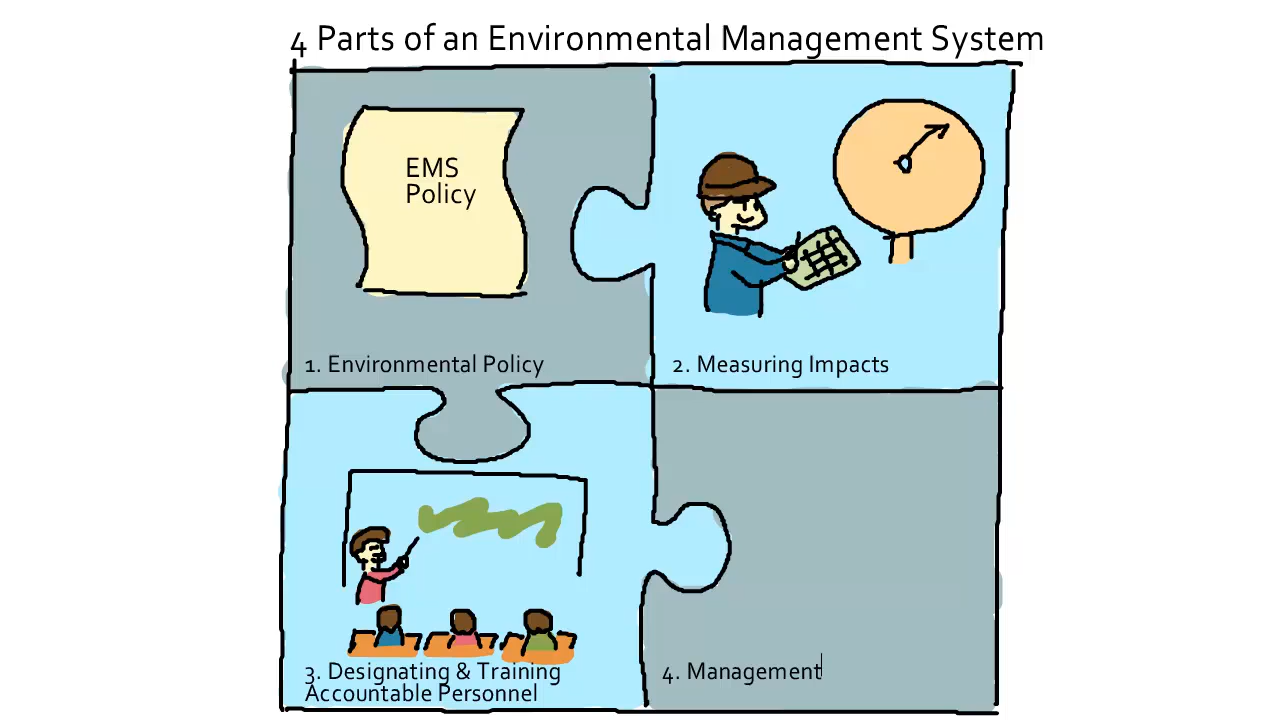 4 Parts of an Environmental Management System
EMS
Policy
1. Environmental Policy
2. Measuring Impacts
3. Designating & Training
Accountable Personnel
4. Management